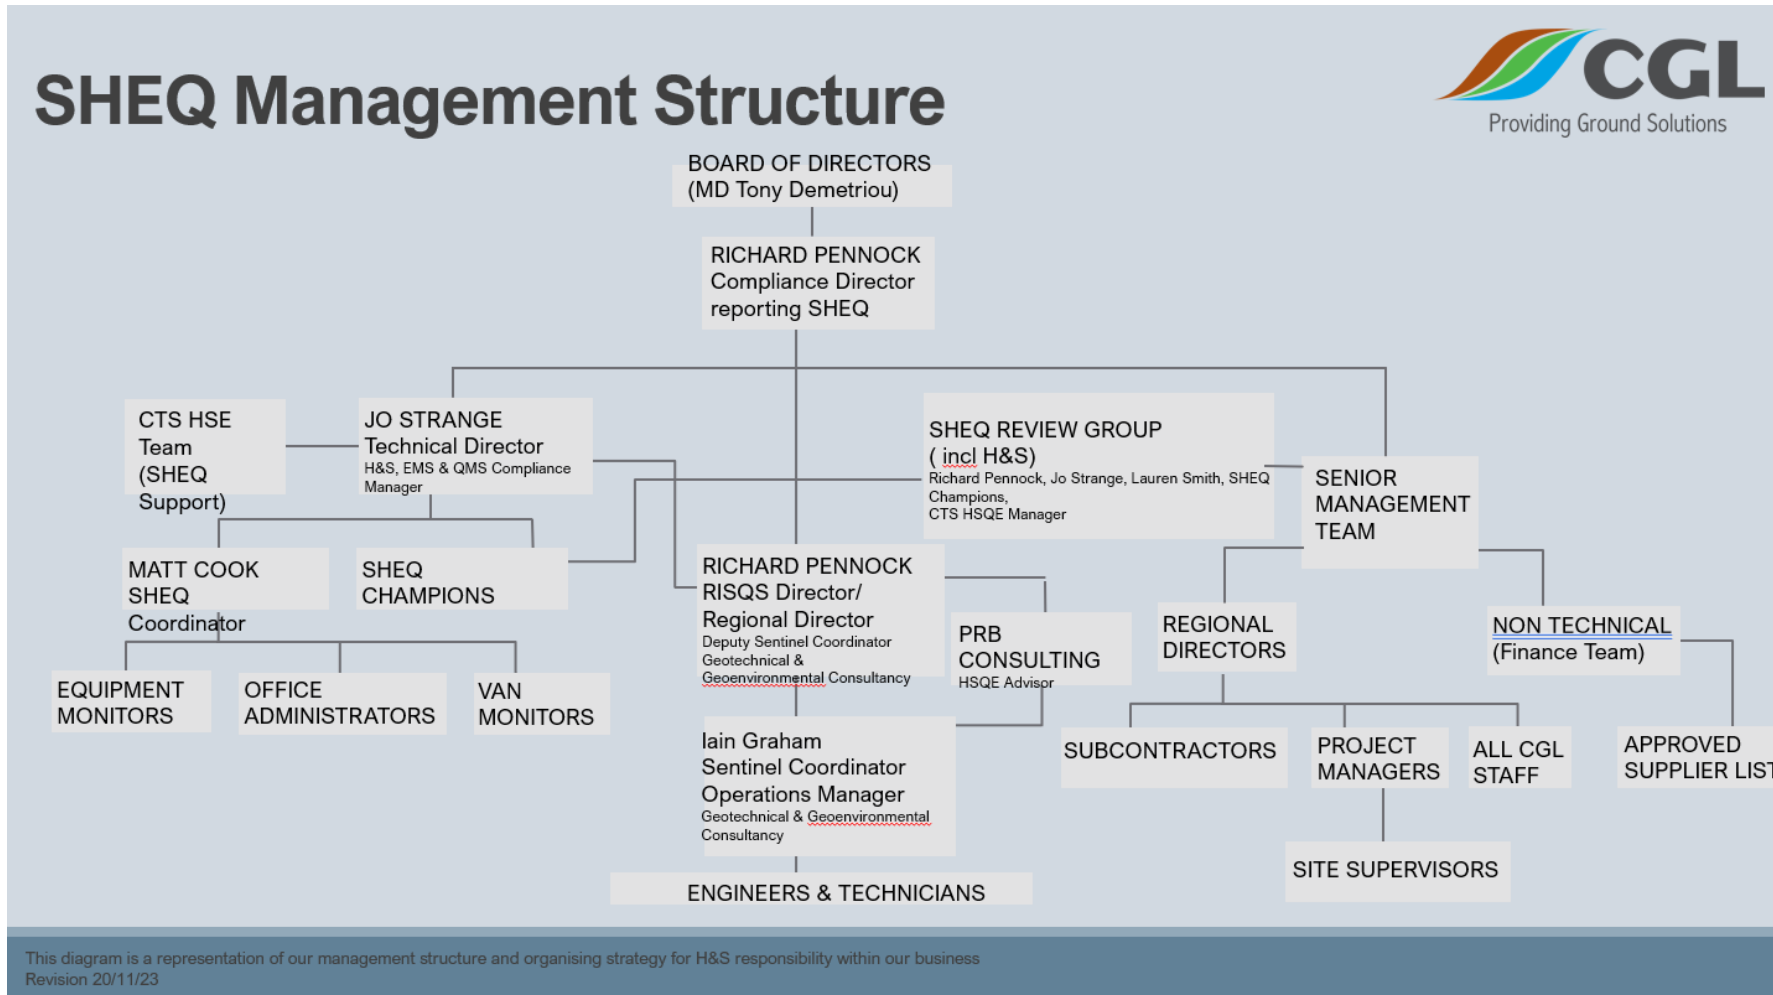 SHEQ Management Structure
CGL
Providing Ground Solutions
BOARD OF DIRECTORS
(MD Tony Demetriou)
RICHARD PENNOCK
Compliance Director
reporting SHEQ
CTS HSE
Team
(SHEQ
Support)
JO STRANGE
Technical Director
H&S, EMS & QMS Compliance
Manager
SHEQ REVIEW GROUP
( incl H&S)
Richard Pennock, Jo Strange, Lauren Smith, SHEQ
Champions,
CTS HSQE Manager
SENIOR
MANAGEMENT
TEAM
MATT COOK
SHEQ
Coordinator
SHEQ
CHAMPIONS
RICHARD PENNOCK
RISQS Director/
Regional Director
Deputy Sentinel Coordinator
Geotechnical &
Geoenvironmental Consultancy
PRB
CONSULTING
HSQE Advisor
REGIONAL
DIRECTORS
NON TECHNICAL
(Finance Team)
EQUIPMENT
MONITORS
OFFICE
ADMINISTRATORS
VAN
MONITORS
Iain Graham
Sentinel Coordinator
Operations Manager
Geotechnical & Geoenvironmental
Consultancy
SUBCONTRACTORS
PROJECT
MANAGERS
ALL CGL
STAFF
APPROVED
SUPPLIER LIST
SITE SUPERVISORS
ENGINEERS & TECHNICIANS
This diagram is a representation of our management structure and organising strategy for H&S responsibility within our business
Revision 20/11/23